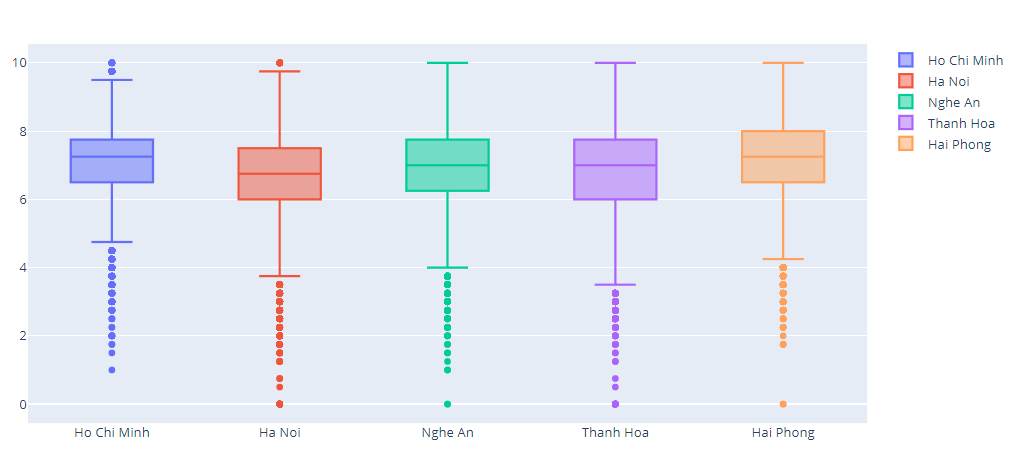 10
8
6
4
2
0
Ho Chi Minh
Ha Noi
Nghe An
Thanh Hoa
Hai Phong
Ho Chi Minh
Ha Noi
Nghe An
Thanh Hoa
Hai Phong